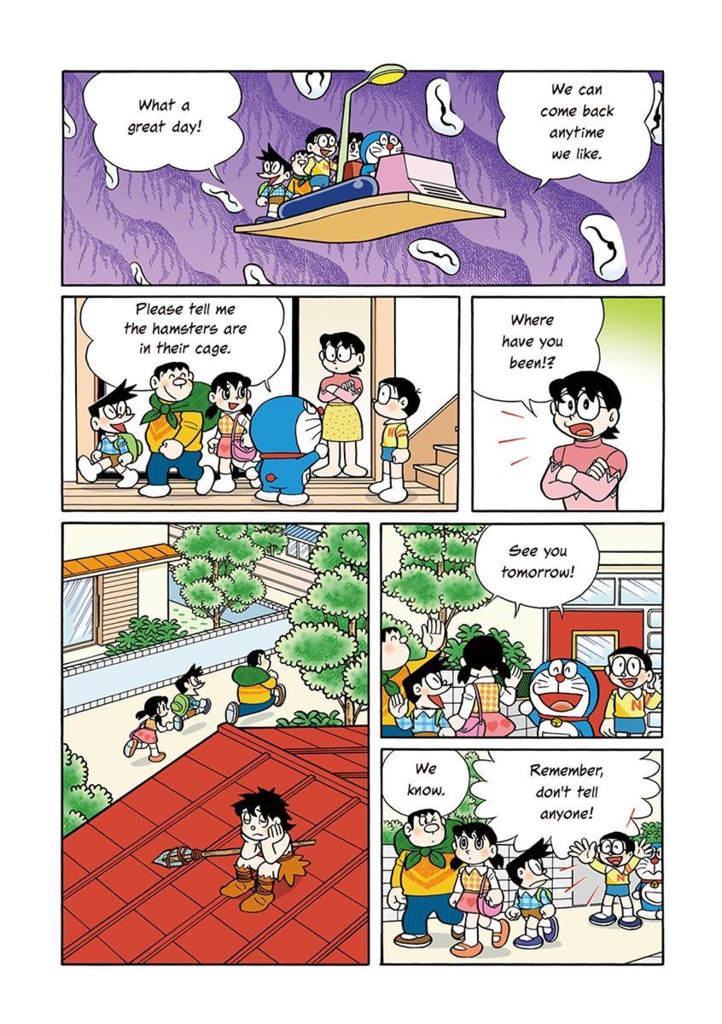 We can
come back
anytime
we like.
What a
great day!
Where
have you
been!?
Please tell me
the hamsters are
in their cage.
See you
tomorrow!
Remember,
don't tell
anyone!
We
know.